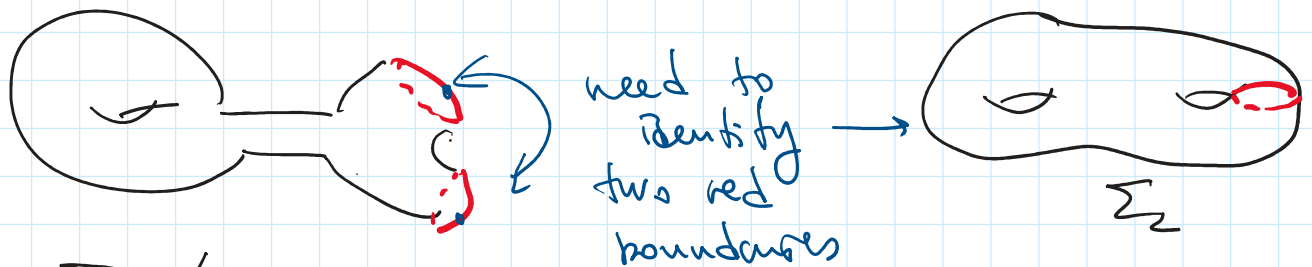 need to
identify
two red
boundaries
Σ₂